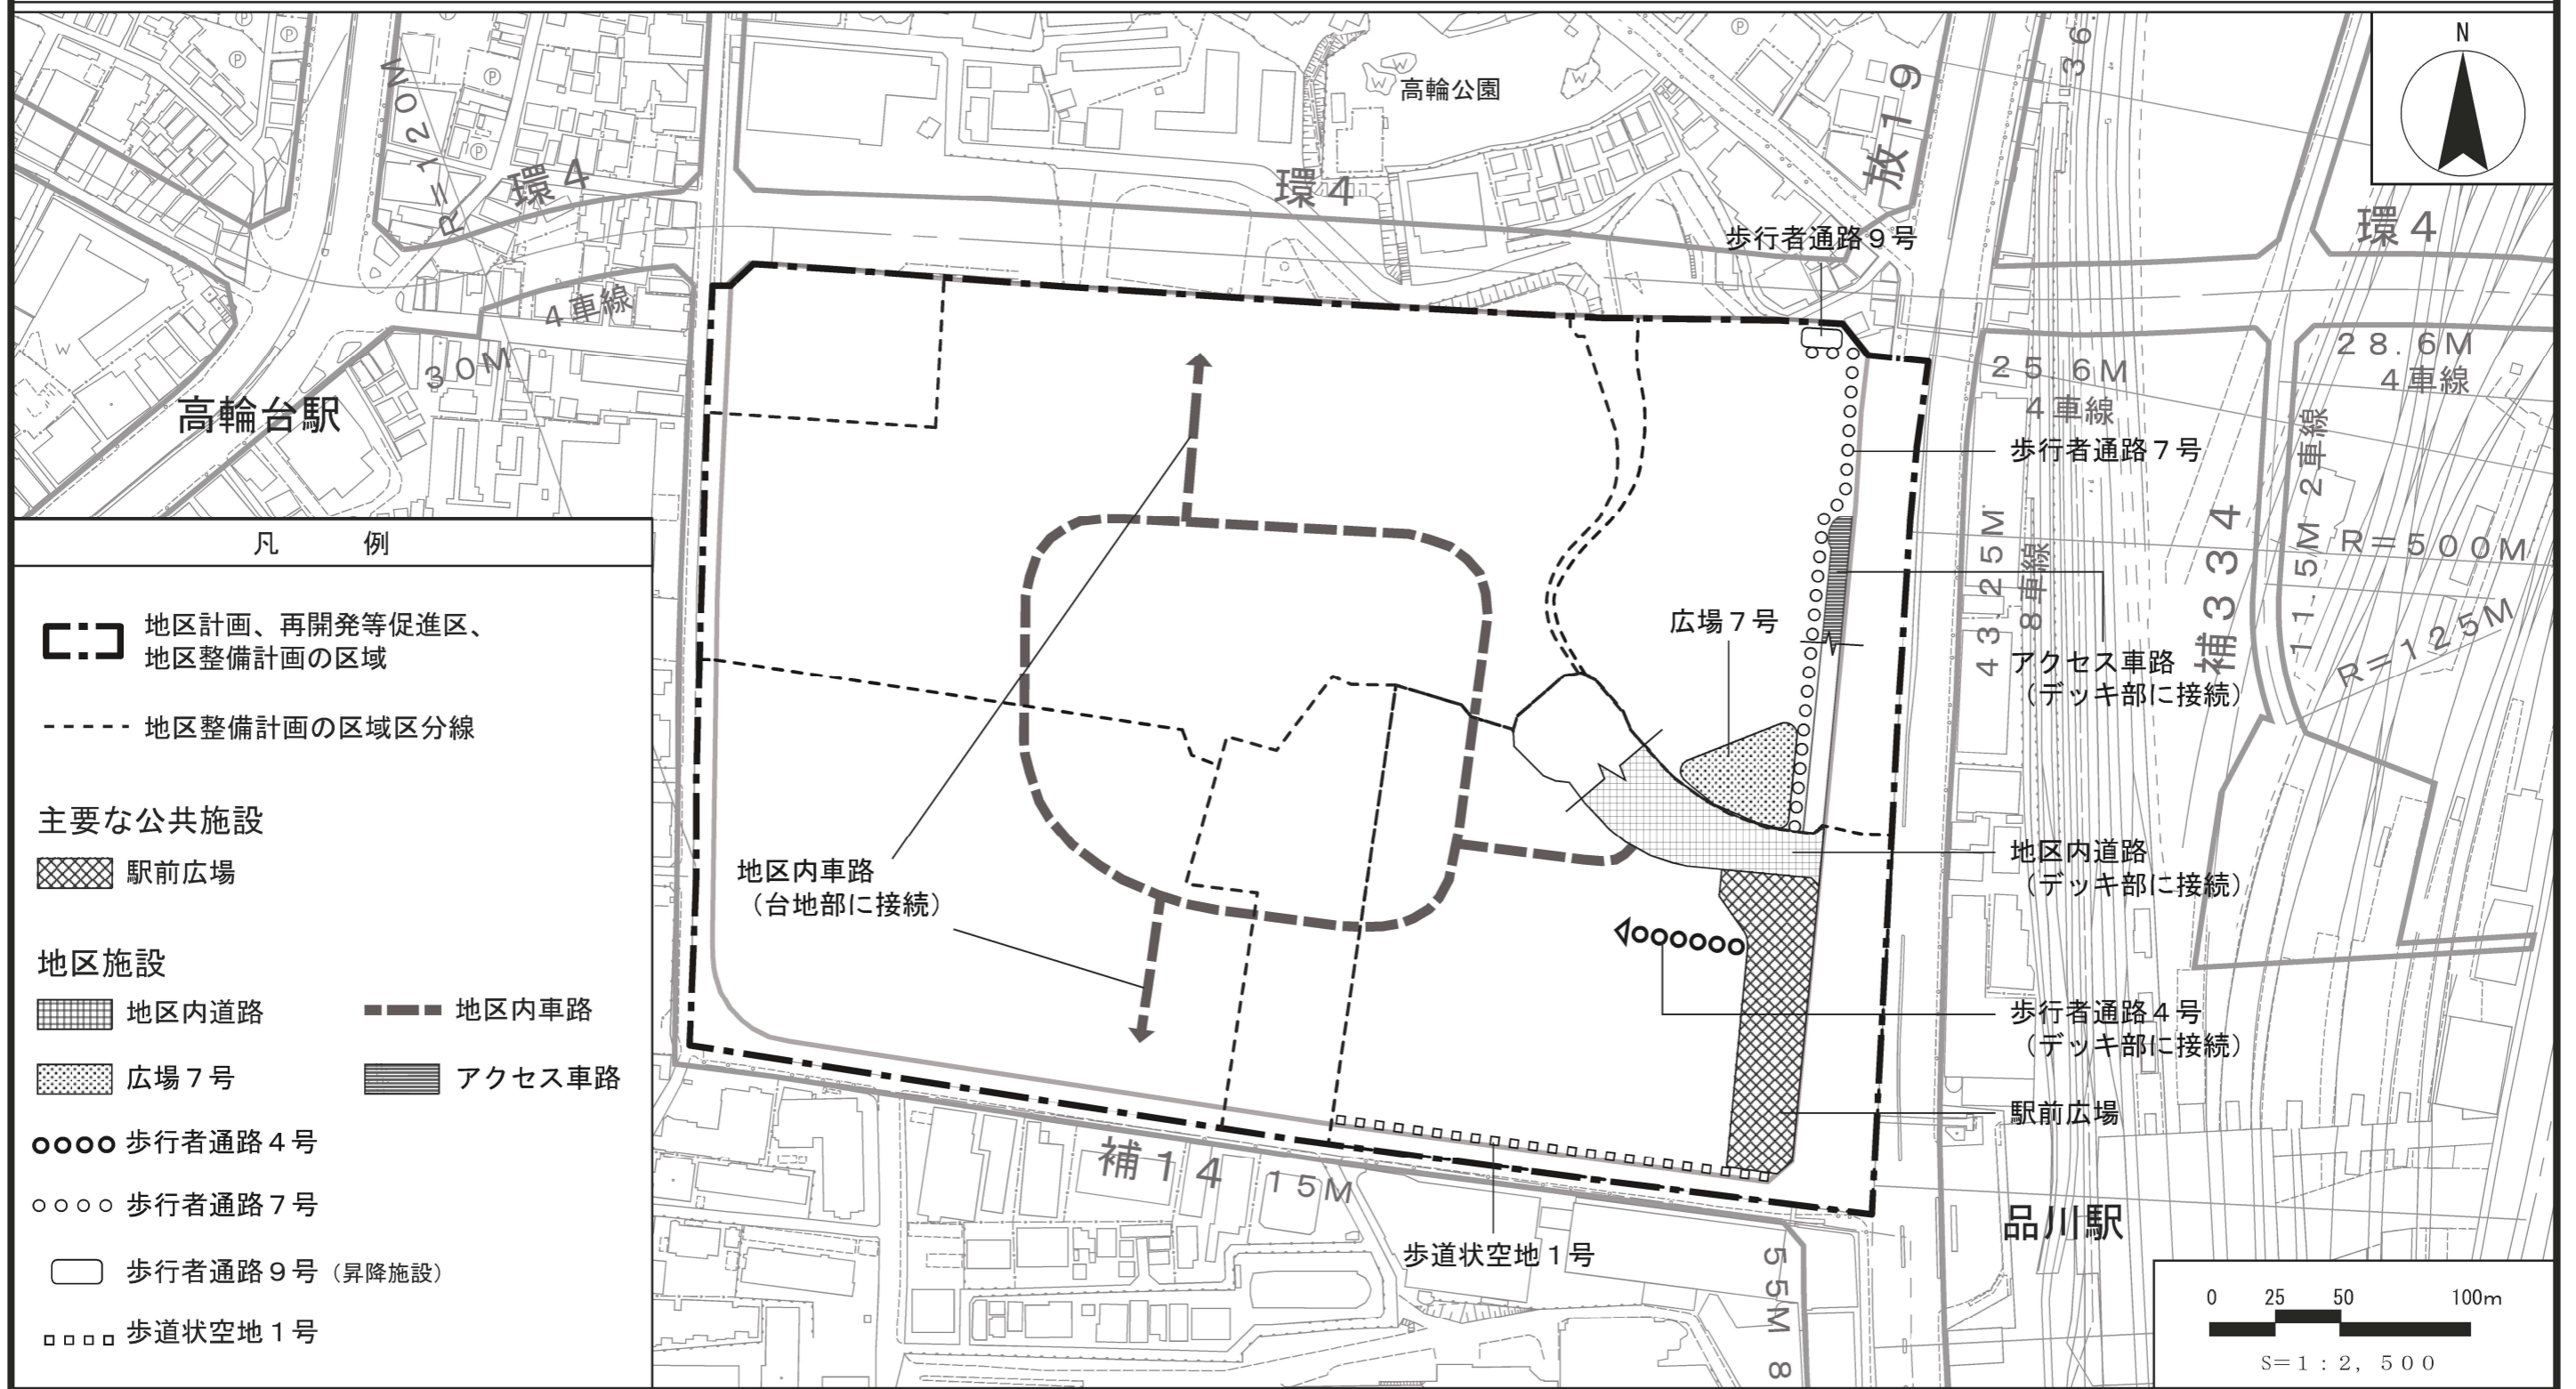 N
Ⓟ
Ⓟ
Ⓟ
Ⓟ
Ⓟ
高輪公園
W
W
W
W
R=120M
環4
環4
環4
放19
36.
歩行者通路9号
4車線
30M
高輪台駅
25.6M
4車線
28.6M
4車線
歩行者通路7号
43.25M
8車線
補334
11.5M 2車線
R=500M
R=125M
広場7号
アクセス車路
(デッキ部に接続)
地区内道路
(デッキ部に接続)
地区内車路
(台地部に接続)
歩行者通路4号
(デッキ部に接続)
駅前広場
品川駅
補14
15M
歩道状空地1号
55M 8
凡 例
地区計画、再開発等促進区、
地区整備計画の区域
地区整備計画の区域区分線
主要な公共施設
駅前広場
地区施設
地区内道路
地区内車路
広場7号
アクセス車路
歩行者通路4号
歩行者通路7号
歩行者通路9号(昇降施設)
歩道状空地1号
0 25 50 100m
S=1:2,500